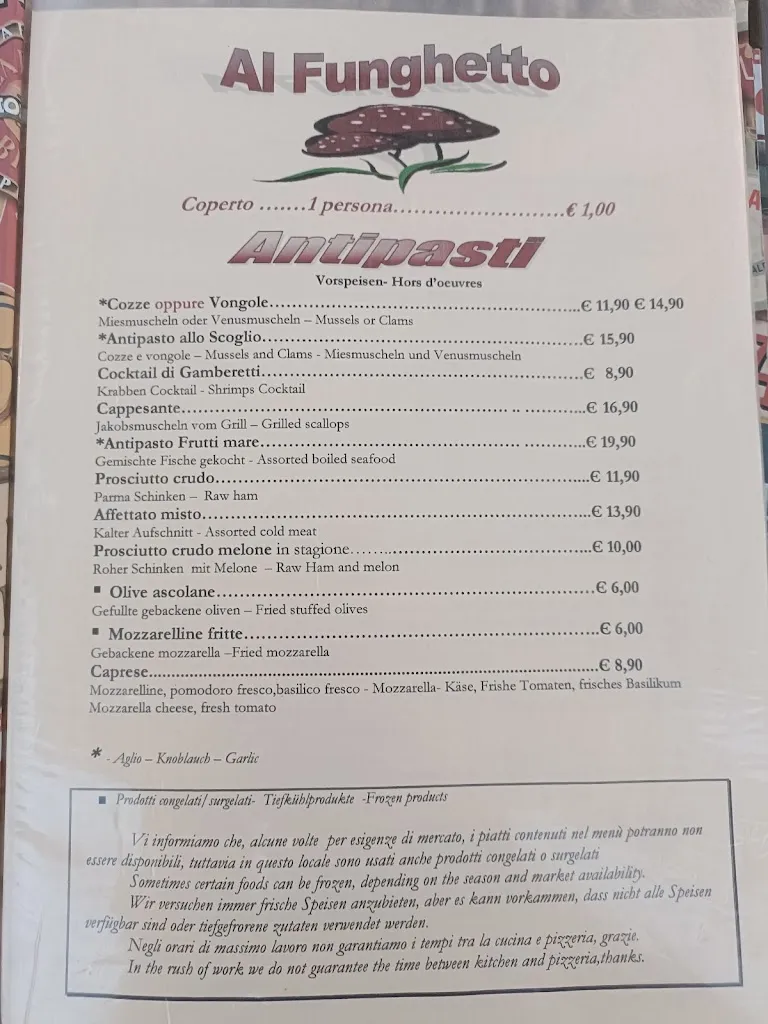 Al Funghetto
Coperto .......1 persona.........................€ 1,00
Antipasti
Vorspeisen- Hors d'oeuvres
*Cozze oppure Vongole.................................................€ 11,90 € 14,90
Miesmuscheln oder Venusmuscheln – Mussels or Clams
*Antipasto allo Scoglio.................................................€ 15,90
Cozze e vongole – Mussels and Clams - Miesmuscheln und Venusmuscheln
Cocktail di Gamberetti.................................................€ 8,90
Krabben Cocktail - Shrimps Cocktail
Cappesante................................................. .. ...........€ 16,90
Jakobsmuscheln vom Grill – Grilled scallops
*Antipasto Frutti mare....................................... .. ...........€ 19,90
Gemischte Fische gekocht - Assorted boiled seafood
Prosciutto crudo.................................................€ 11,90
Parma Schinken – Raw ham
Affettato misto.................................................€ 13,90
Kalter Aufschnitt - Assorted cold meat
Prosciutto crudo melone in stagione.................................€ 10,00
Roher Schinken mit Melone – Raw Ham and melon
▪ Olive ascolane.................................................€ 6,00
Gefullte gebackene oliven – Fried stuffed olives
▪ Mozzarelline fritte.................................................€ 6,00
Gebackene mozzarella –Fried mozzarella
Caprese.................................................€ 8,90
Mozzarelline, pomodoro fresco,basilico fresco - Mozzarella- Käse, Frishe Tomaten, frisches Basilikum
Mozzarella cheese, fresh tomato
* - Aglio – Knoblauch – Garlic
▪ Prodotti congelati/surgelati- Tiefkühlprodukte -Frozen products
Vi informiamo che, alcune volte per esigenze di mercato, i piatti contenuti nel menù potranno non
essere disponibili, tuttavia in questo locale sono usati anche prodotti congelati o surgelati
Sometimes certain foods can be frozen, depending on the season and market availability.
Wir versuchen immer frische Speisen anzubieten, aber es kann vorkammen, dass nicht alle Speisen
verfügbar sind oder tiefgefrorene zutaten verwendet werden.
Negli orari di massimo lavoro non garantiamo i tempi tra la cucina e pizzeria, grazie.
In the rush of work we do not guarantee the time between kitchen and pizzeria,thanks.